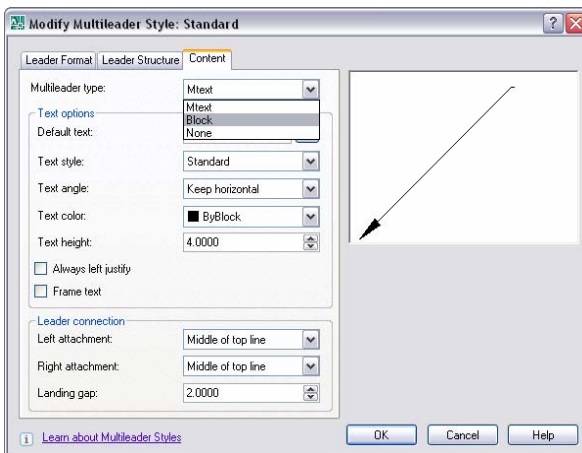 Modify Multileader Style: Standard
Leader Format Leader Structure Content
Multileader type: Mtext
Mtext
Block
None
Text options
Default text:
Text style: Standard
Text angle: Keep horizontal
Text color: ByBlock
Text height: 4.0000
Always left justify
Frame text
Leader connection
Left attachment: Middle of top line
Right attachment: Middle of top line
Landing gap: 2.0000
Learn about Multileader Styles
OK Cancel Help